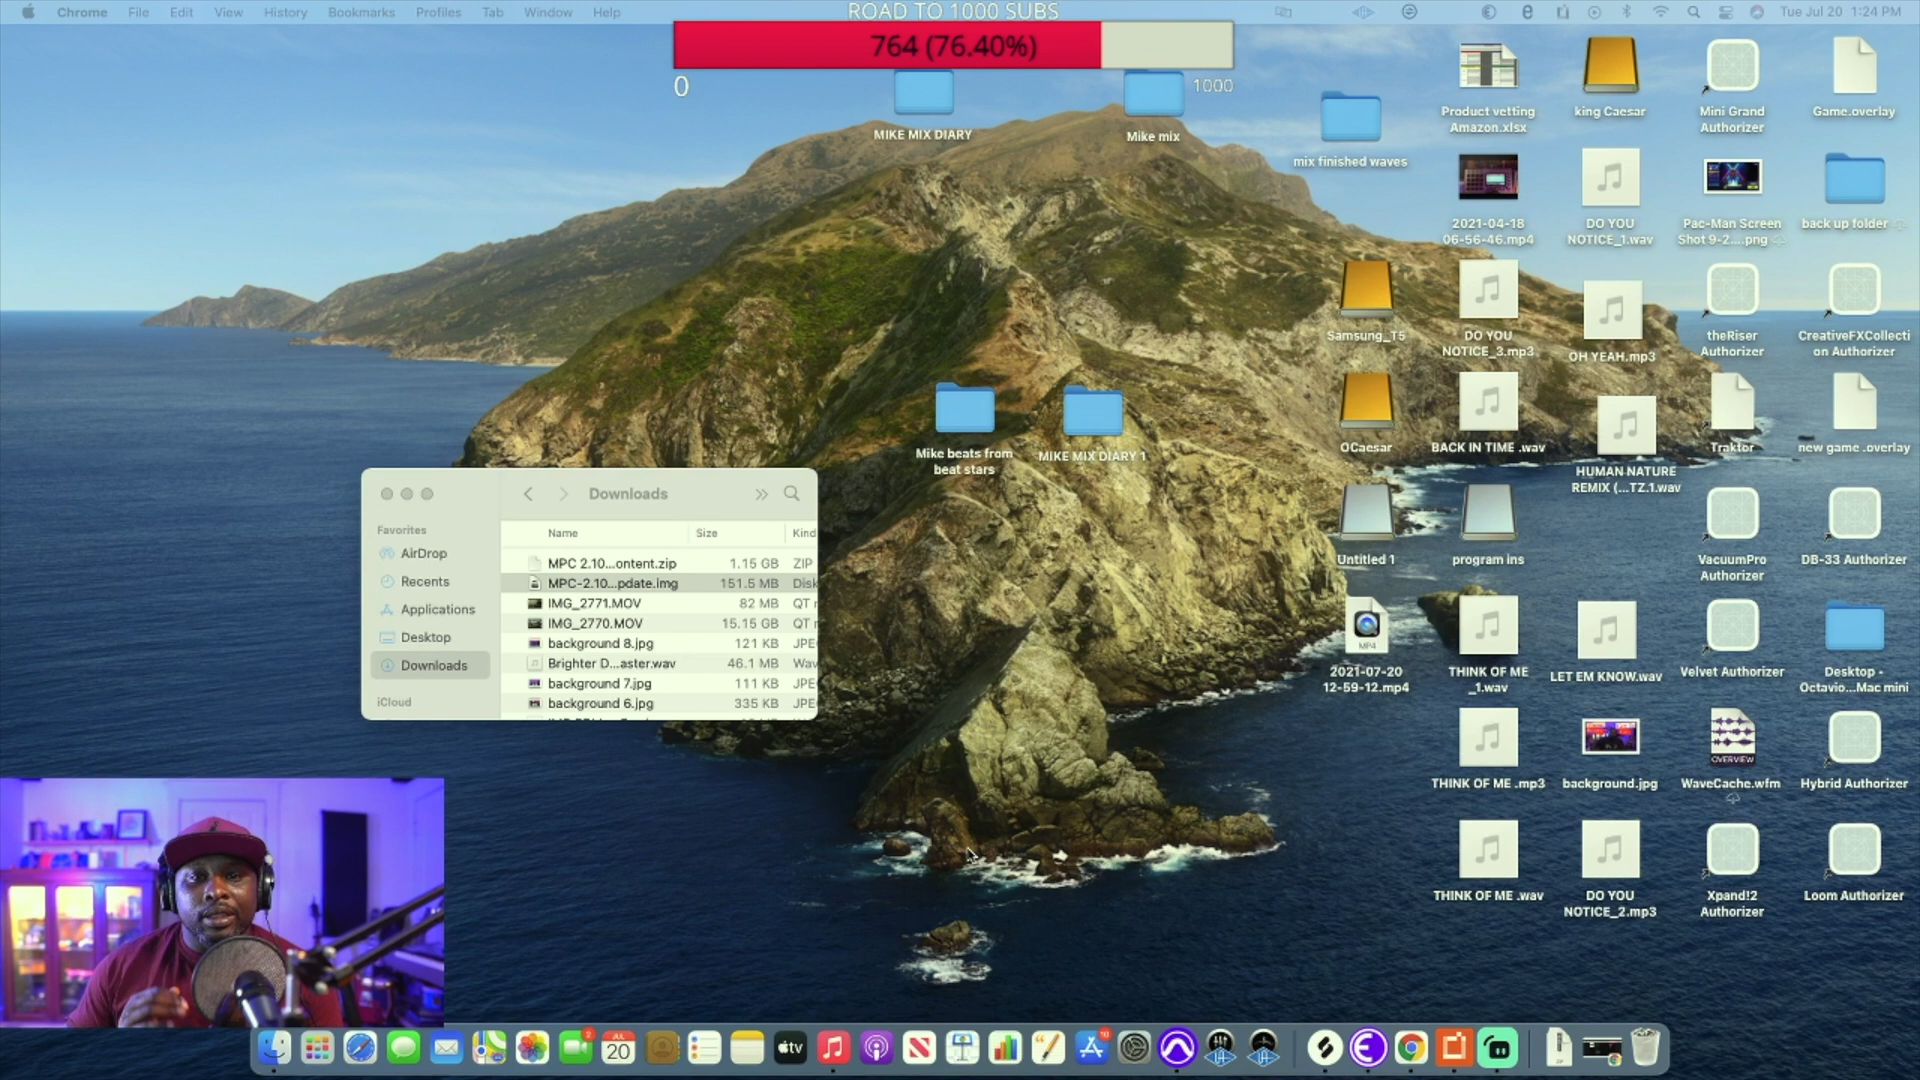 Chrome File Edit View History Bookmarks Profiles Tab Window Help
Tue Jul 20 1:24 PM
ROAD TO 1000 SUBS
764 (76.40%)
0
1000
MIKE MIX DIARY
Mike mix
mix finished waves
Product vetting
Amazon.xlsx
king Caesar
Mini Grand
Authorizer
Game.overlay
2021-04-18
06-56-46.mp4
DO YOU
NOTICE_1.wav
Pac-Man Screen
Shot 9-2....png
back up folder
Samsung_T5
DO YOU
NOTICE_3.mp3
OH YEAH.mp3
theRiser
Authorizer
CreativeFXCollecti
on Authorizer
Mike beats from
beat stars
MIKE MIX DIARY 1
OCaesar
BACK IN TIME .wav
HUMAN NATURE
REMIX (...TZ.1.wav
Traktor
new game .overlay
Untitled 1
program ins
VacuumPro
Authorizer
DB-33 Authorizer
2021-07-20
12-59-12.mp4
MP4
THINK OF ME
_1.wav
LET EM KNOW.wav
Velvet Authorizer
Desktop -
Octavio...Mac mini
THINK OF ME .mp3
background.jpg
OVERVIEW
WaveCache.wfm
Hybrid Authorizer
THINK OF ME .wav
DO YOU
NOTICE_2.mp3
Xpand!2
Authorizer
Loom Authorizer
Downloads
Favorites
AirDrop
Recents
Applications
Desktop
Downloads
iCloud
Name Size Kind
MPC 2.10...ontent.zip 1.15 GB ZIP
MPC-2.10...pdate.img 151.5 MB Disk
IMG_2771.MOV 82 MB QT
IMG_2770.MOV 15.15 GB QT
background 8.jpg 121 KB JPE
Brighter D...aster.wav 46.1 MB Wav
background 7.jpg 111 KB JPE
background 6.jpg 335 KB JPE
JUL
20
tv